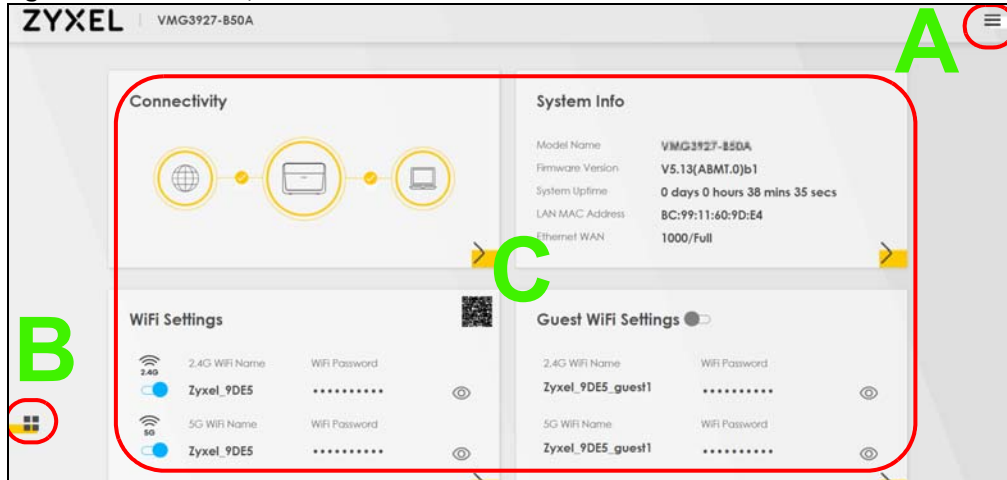 ZYXEL VMG3927-B50A
A
Connectivity
System Info
Model Name VMG3927-B50A
Firmware Version V5.13(ABMT.0)b1
System Uptime 0 days 0 hours 38 mins 35 secs
LAN MAC Address BC:99:11:60:9D:E4
Ethernet WAN 1000/Full
C
B
WiFi Settings
2.4G
2.4G WiFi Name WiFi Password
Zyxel_9DE5 ••••••••••
5G
5G WiFi Name WiFi Password
Zyxel_9DE5 ••••••••••
Guest WiFi Settings
2.4G WiFi Name WiFi Password
Zyxel_9DE5_guest1 ••••••••••
5G WiFi Name WiFi Password
Zyxel_9DE5_guest1 ••••••••••